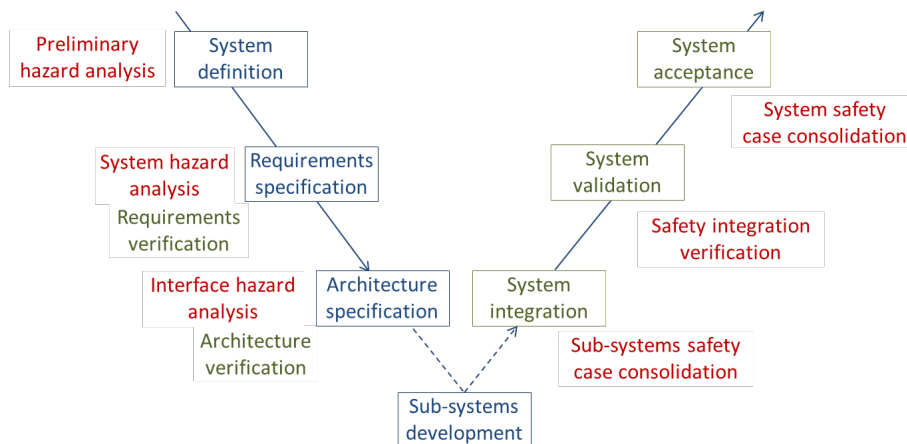 Preliminary
hazard analysis
System
definition
System
acceptance
System safety
case consolidation
System hazard
analysis
Requirements
specification
Requirements
verification
System
validation
Safety integration
verification
Interface hazard
analysis
Architecture
specification
Architecture
verification
System
integration
Sub-systems safety
case consolidation
Sub-systems
development